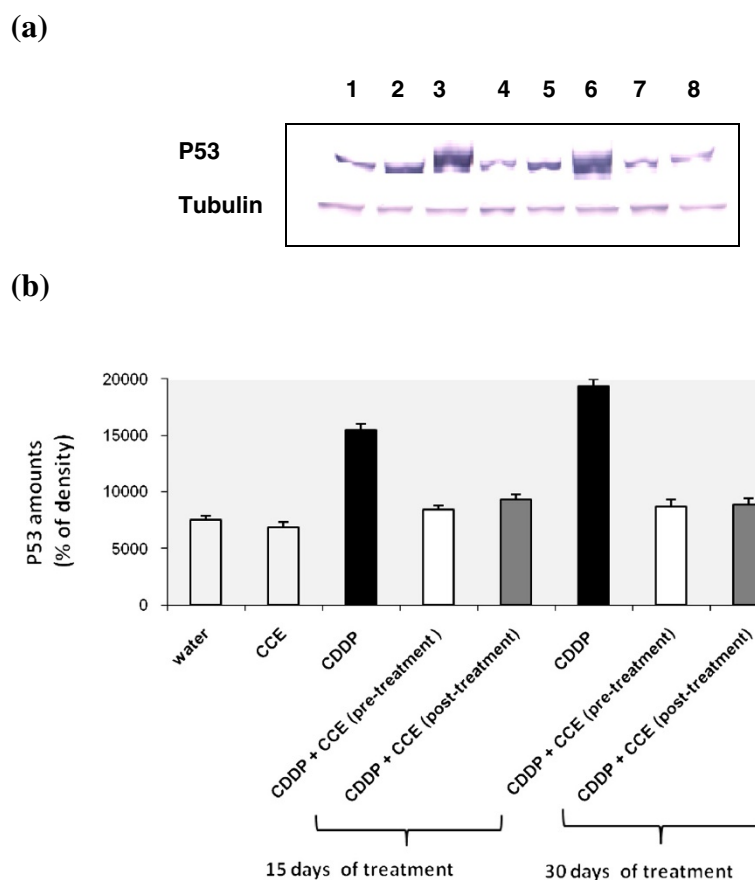 (a)
1 2 3 4 5 6 7 8
P53
Tubulin
(b)
P53 amounts
(% of density)
20000
15000
10000
5000
0
water
CCE
CDDP
CDDP + CCE (pre-treatment)
CDDP + CCE (post-treatment)
CDDP
CDDP + CCE (pre-treatment)
CDDP + CCE (post-treatment)
15 days of treatment
30 days of treatment